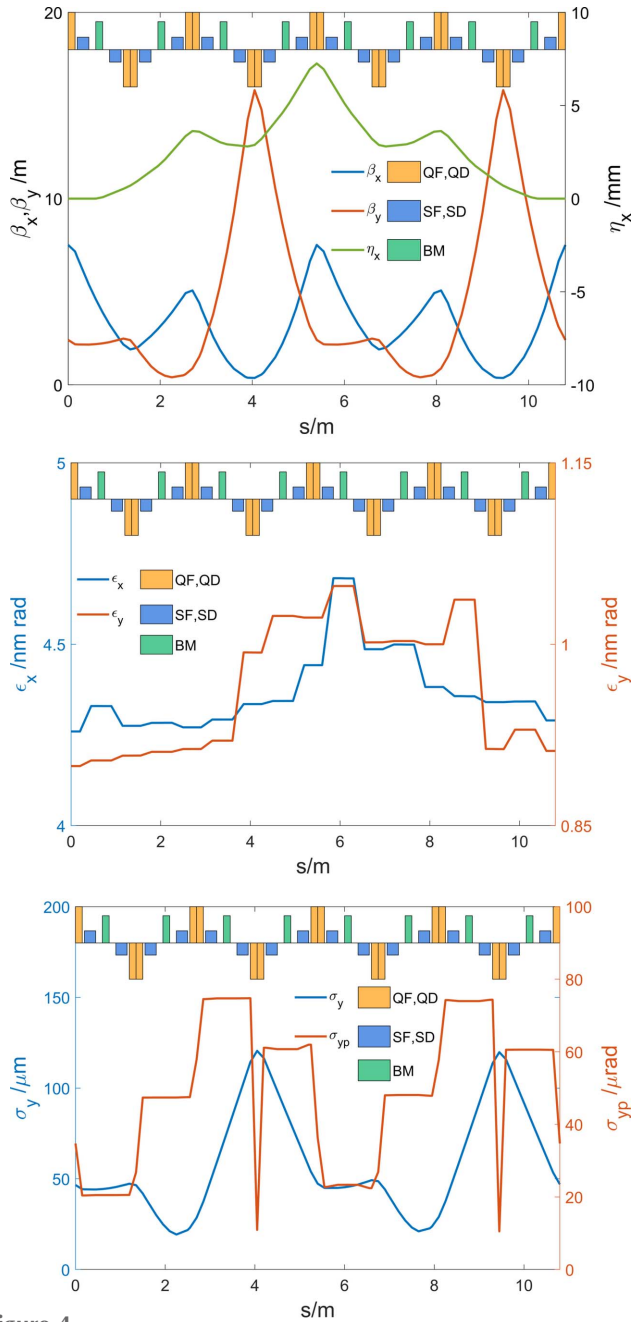 20
10
0
β_x, β_y /m
10
5
0
-5
-10
η_x /mm
β_x QF,QD
β_y SF,SD
η_x BM
0 2 4 6 8 10
s/m
5
4.5
4
ϵ_x /nm rad
1.15
1
0.85
ϵ_y /nm rad
ϵ_x QF,QD
ϵ_y SF,SD
BM
0 2 4 6 8 10
s/m
200
150
100
50
0
σ_y /μm
100
80
60
40
20
0
σ_yp /μrad
σ_y QF,QD
σ_yp SF,SD
BM
0 2 4 6 8 10
s/m